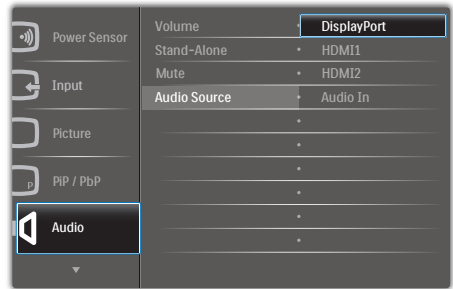 Power Sensor
Input
Picture
P
PiP / PbP
Audio
Volume
Stand-Alone
Mute
Audio Source
DisplayPort
HDMI1
HDMI2
Audio In